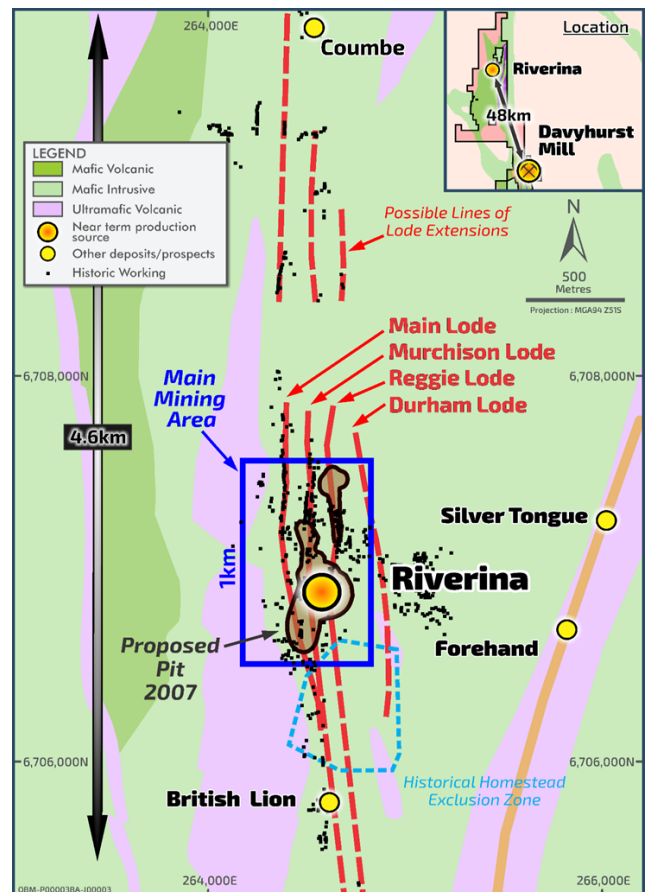 264,000E
Coumbe
Location
Riverina
48km
Davyhurst
Mill
LEGEND
Mafic Volcanic
Mafic Intrusive
Ultramafic Volcanic
Near term production
source
Other deposits/prospects
Historic Working
Possible Lines of
Lode Extensions
N
500
Metres
Projection : MGA94 Z51S
Main Lode
Murchison Lode
Reggie Lode
Durham Lode
6,708,000N
6,708,000N
Main
Mining
Area
4.6km
1km
Silver Tongue
Riverina
Forehand
Proposed
Pit
2007
6,706,000N
6,706,000N
Historical Homestead
Exclusion Zone
British Lion
264,000E
266,000E
OBM-P000038A-J00003